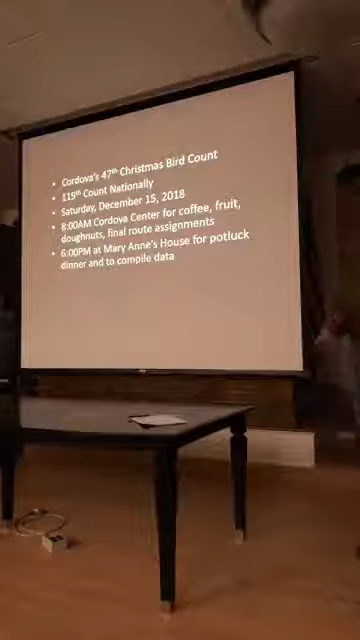 • Cordova's 47th Christmas Bird Count
• 119th Count Nationally
• Saturday, December 15, 2018
• 8:00AM Cordova Center for coffee, fruit,
doughnuts, final route assignments
• 6:00PM at Mary Anne's House for potluck
dinner and to compile data